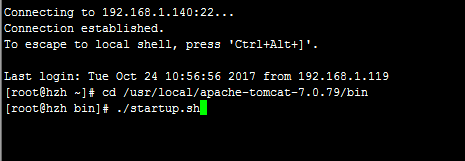 Connecting to 192.168.1.140:22...
Connection established.
To escape to local shell, press 'Ctrl+Alt+]'.
Last login: Tue Oct 24 10:56:56 2017 from 192.168.1.119
[root@hzh ~]# cd /usr/local/apache-tomcat-7.0.79/bin
[root@hzh bin]# ./startup.sh